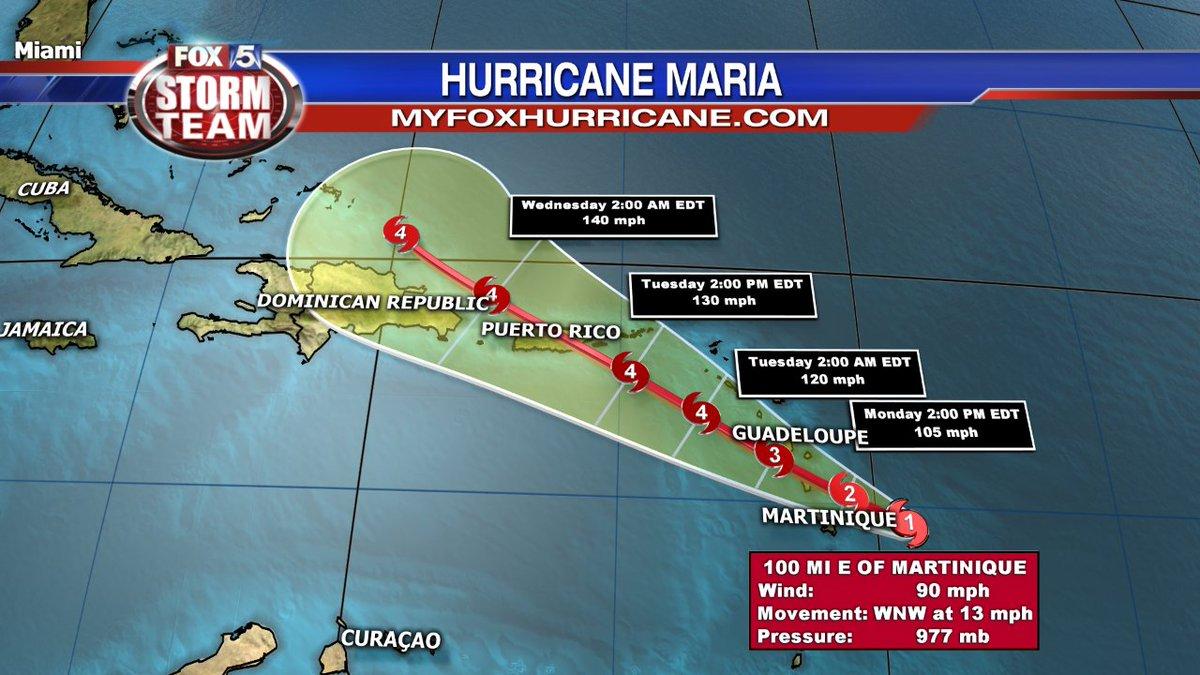 Miami
FOX 5
STORM
TEAM
HURRICANE MARIA
MYFOXHURRICANE.COM
CUBA
Wednesday 2:00 AM EDT
140 mph
4
Tuesday 2:00 PM EDT
130 mph
4
DOMINICAN REPUBLIC
JAMAICA
PUERTO RICO
Tuesday 2:00 AM EDT
120 mph
4
Monday 2:00 PM EDT
105 mph
4
GUADELOUPE
3
2
MARTINIQUE
1
100 MI E OF MARTINIQUE
Wind: 90 mph
Movement: WNW at 13 mph
Pressure: 977 mb
CURAÇAO